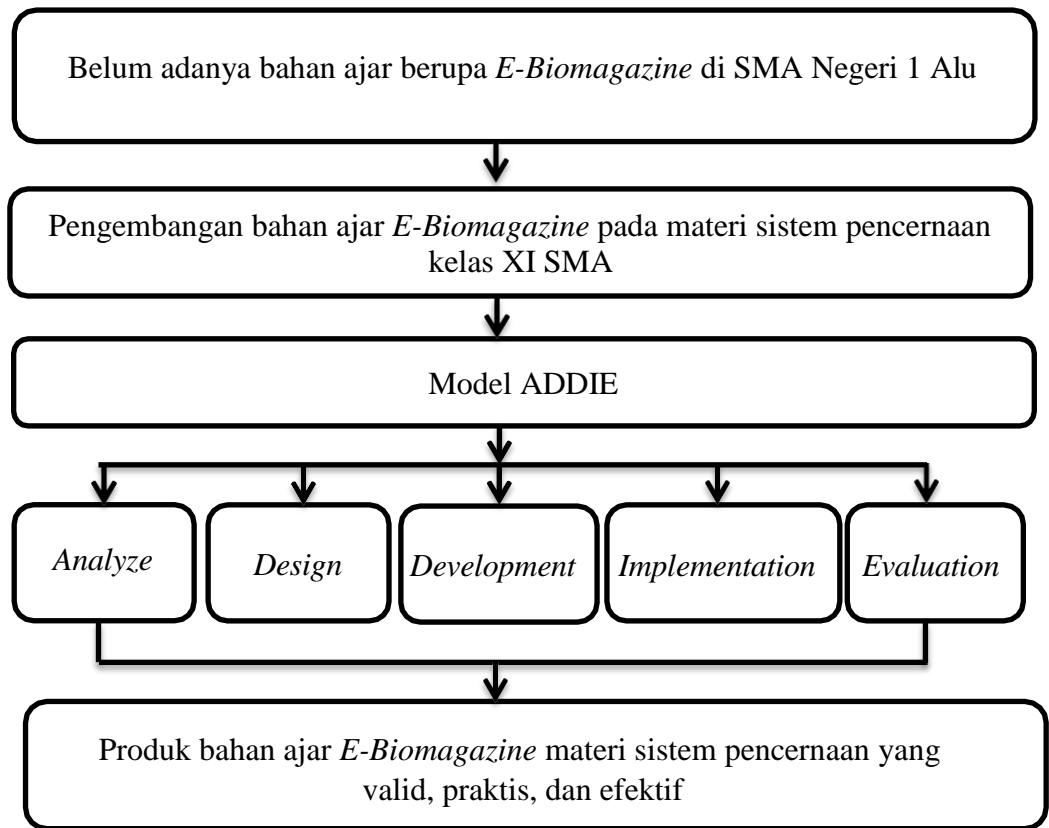 Belum adanya bahan ajar berupa E-Biomagazine di SMA Negeri 1 Alu
Pengembangan bahan ajar E-Biomagazine pada materi sistem pencernaan
kelas XI SMA
Model ADDIE
Analyze
Design
Development
Implementation
Evaluation
Produk bahan ajar E-Biomagazine materi sistem pencernaan yang
valid, praktis, dan efektif